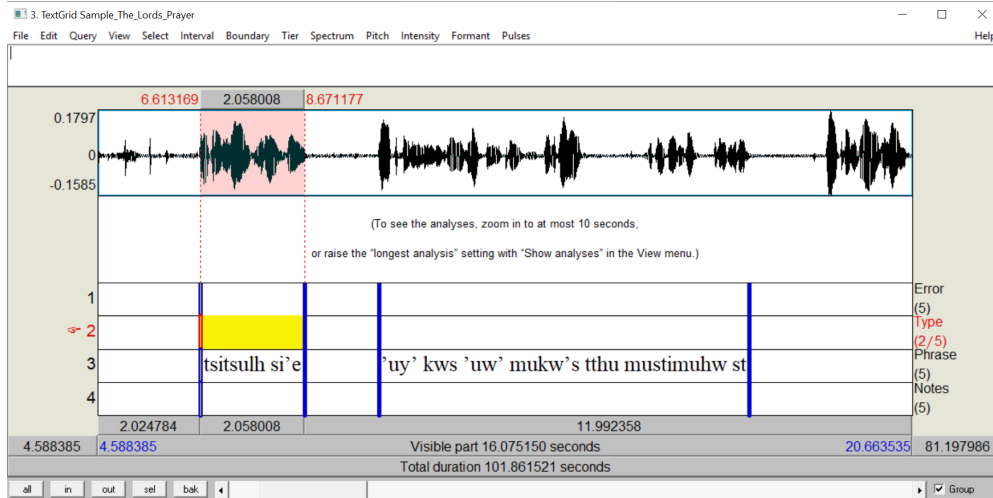 3. TextGrid Sample_The_Lords_Prayer
File Edit Query View Select Interval Boundary Tier Spectrum Pitch Intensity Formant Pulses Help
6.613169 2.058008 8.671177
0.1797
0
-0.1585
(To see the analyses, zoom in to at most 10 seconds,
or raise the “longest analysis” setting with “Show analyses” in the View menu.)
1 Error
(5)
☞ 2 Type
(2/5)
3 tsitsulh si’e ’uy’ kws ’uw’ mukw’s tthu mustimuhw st Phrase
(5)
4 Notes
(5)
2.024784 2.058008 11.992358
4.588385 4.588385 Visible part 16.075150 seconds 20.663535 81.197986
Total duration 101.861521 seconds
all in out sel bak Group